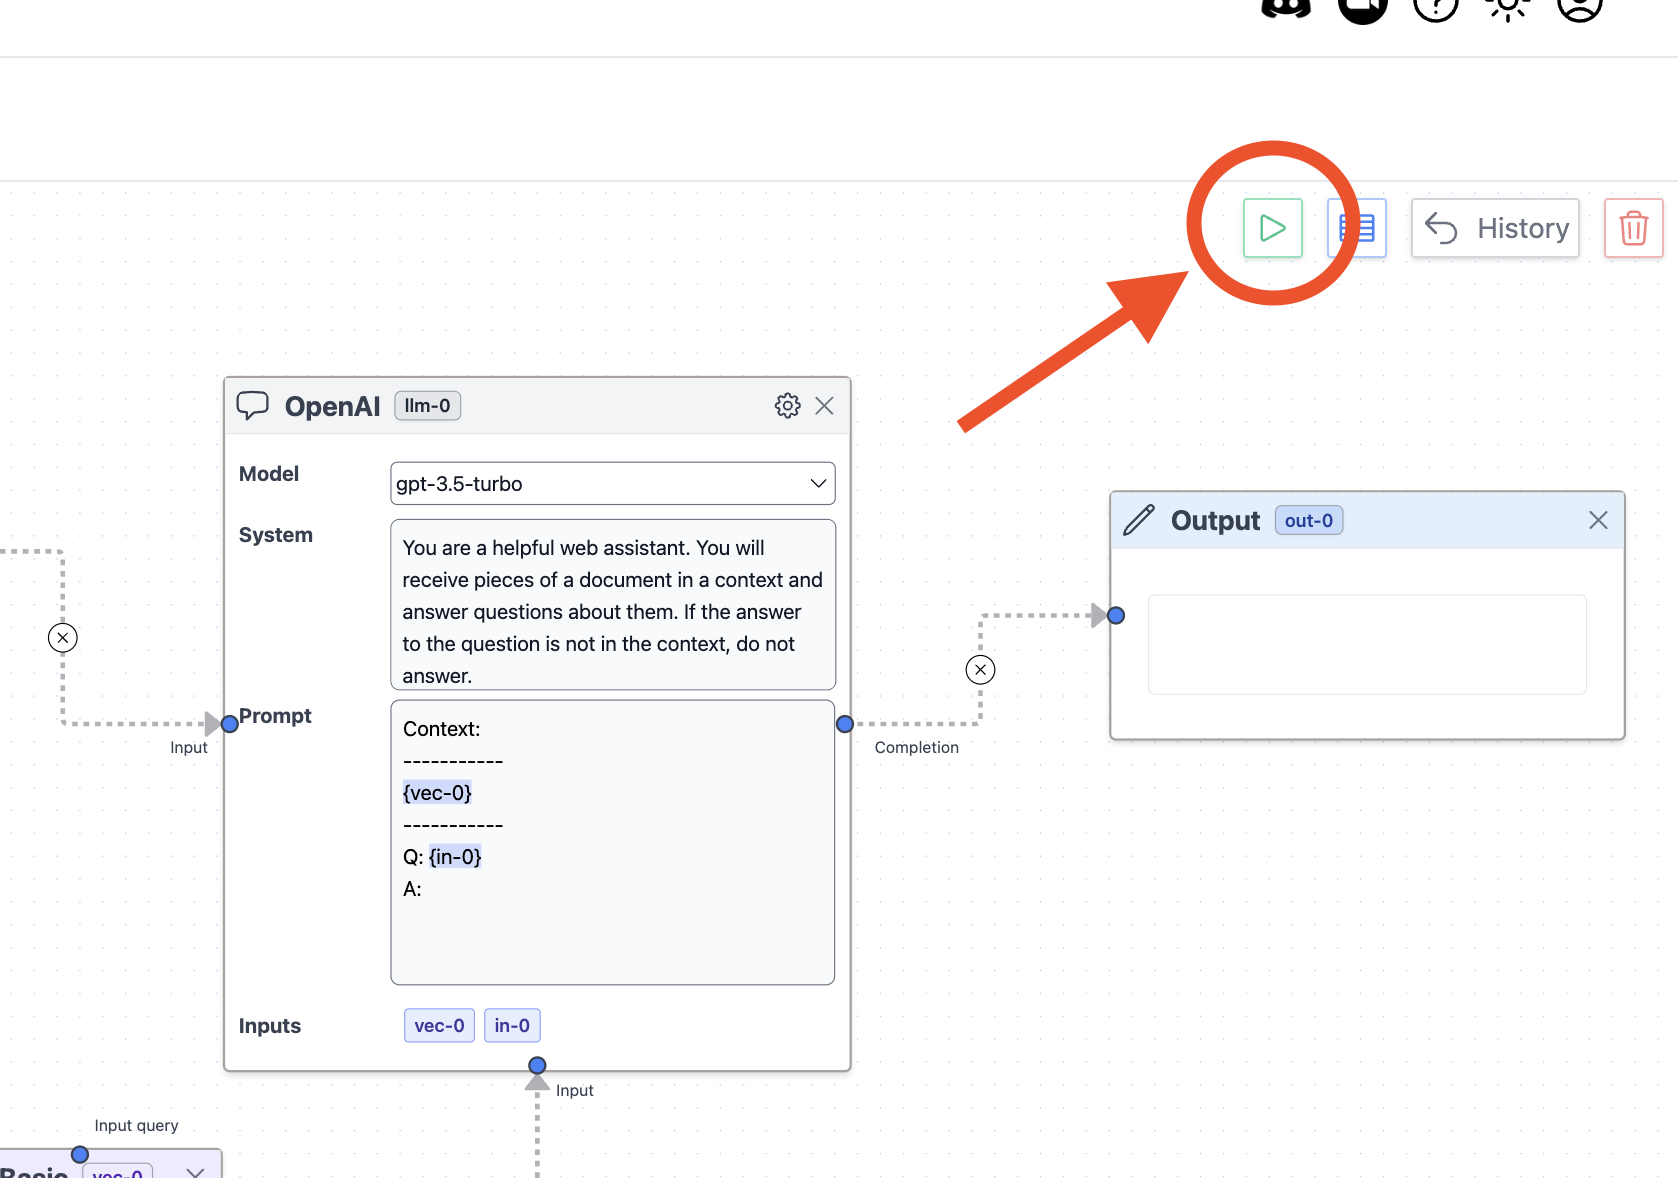 ?
History
OpenAI
llm-0
Model
gpt-3.5-turbo
System
You are a helpful web assistant. You will
receive pieces of a document in a context and
answer questions about them. If the answer
to the question is not in the context, do not
answer.
Prompt
Context:
-----------
{vec-0}
-----------
Q: {in-0}
A:
Inputs
vec-0
in-0
Input
Completion
Output
out-0
Input
Input query
Basic
vec-0